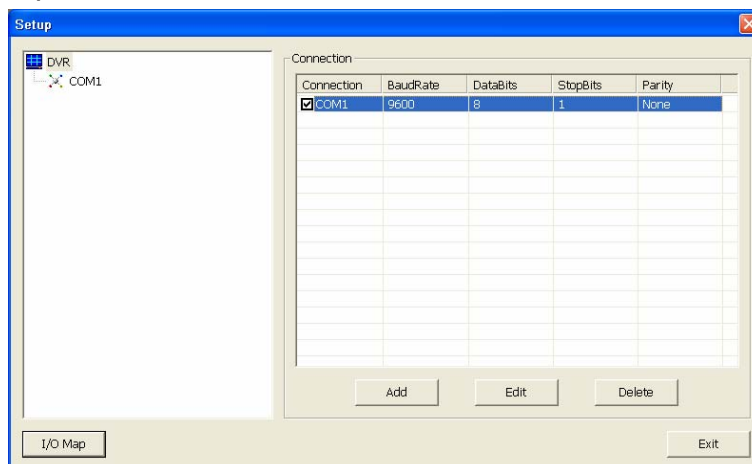 Setup
DVR
COM1
Connection
Connection BaudRate DataBits StopBits Parity
COM1 9600 8 1 None
Add Edit Delete
I/O Map Exit